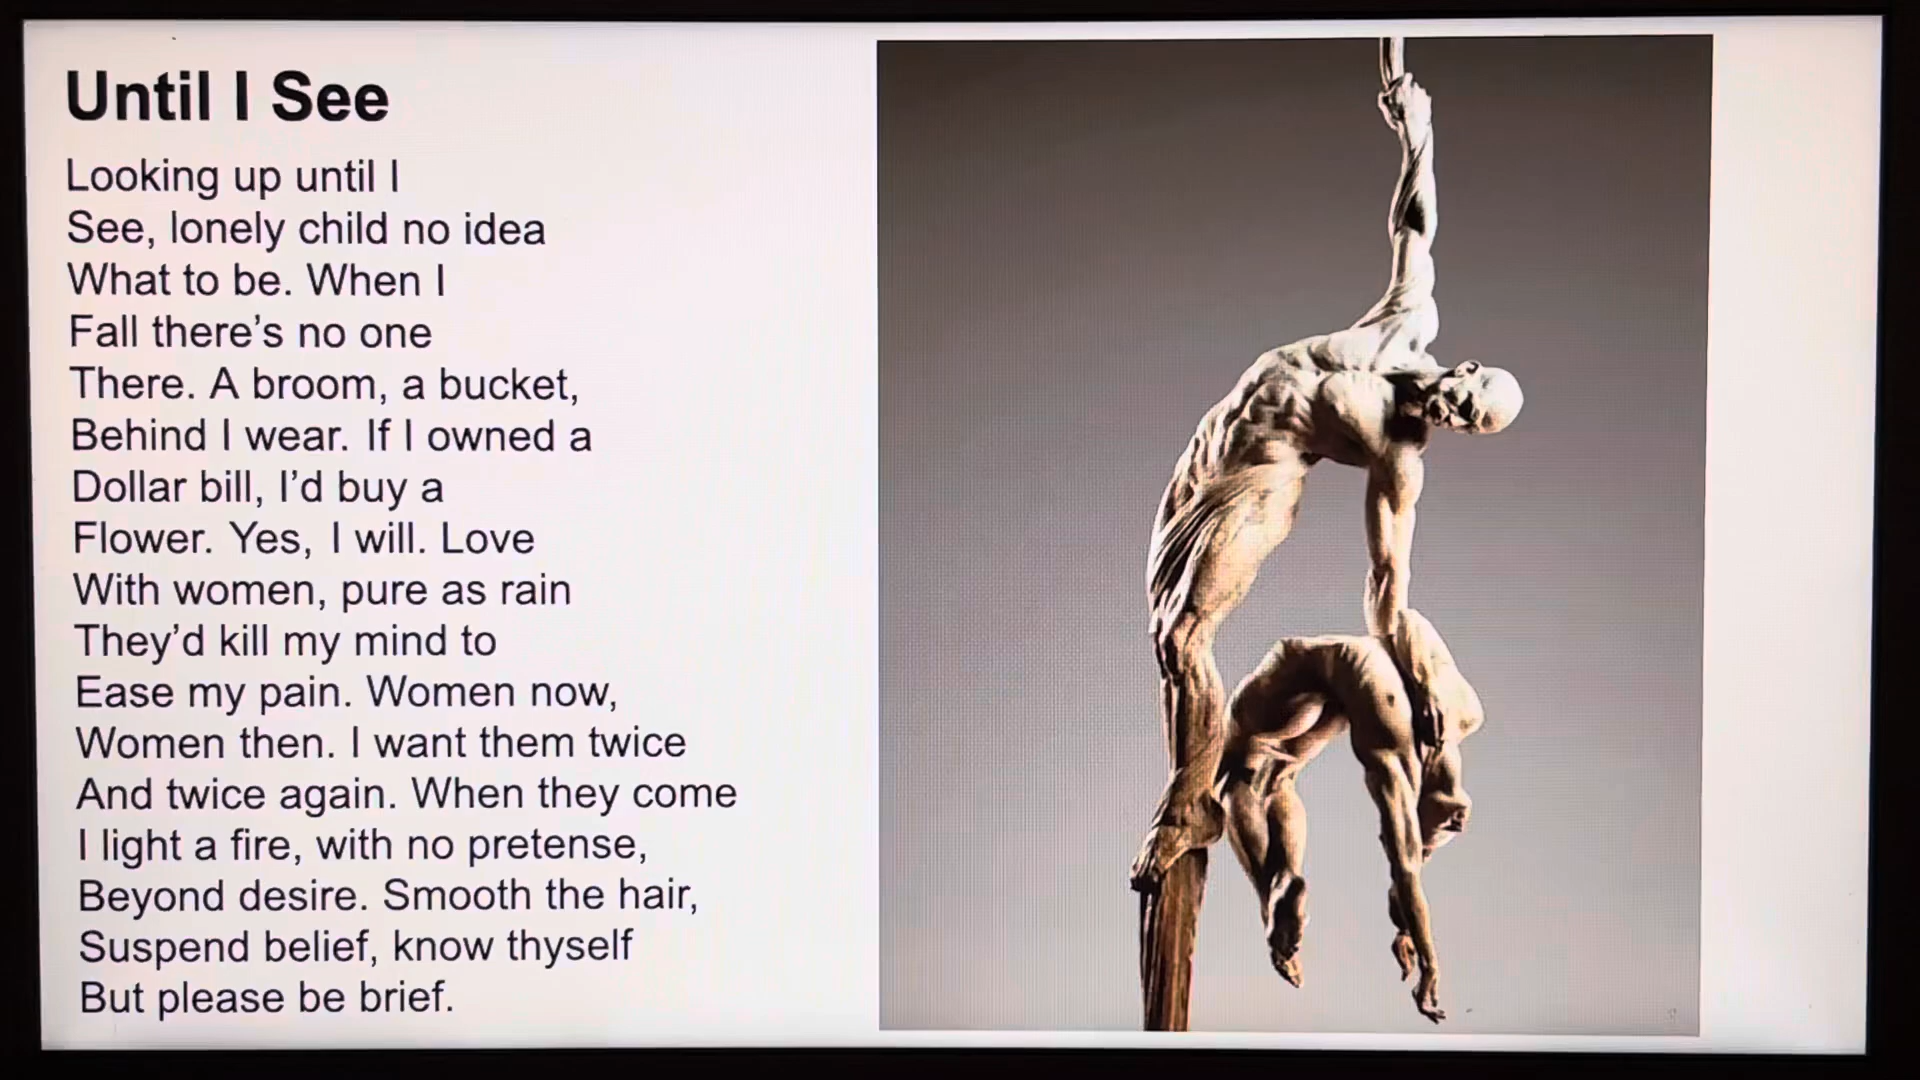 Until I See
Looking up until I
See, lonely child no idea
What to be. When I
Fall there’s no one
There. A broom, a bucket,
Behind I wear. If I owned a
Dollar bill, I’d buy a
Flower. Yes, I will. Love
With women, pure as rain
They’d kill my mind to
Ease my pain. Women now,
Women then. I want them twice
And twice again. When they come
I light a fire, with no pretense,
Beyond desire. Smooth the hair,
Suspend belief, know thyself
But please be brief.